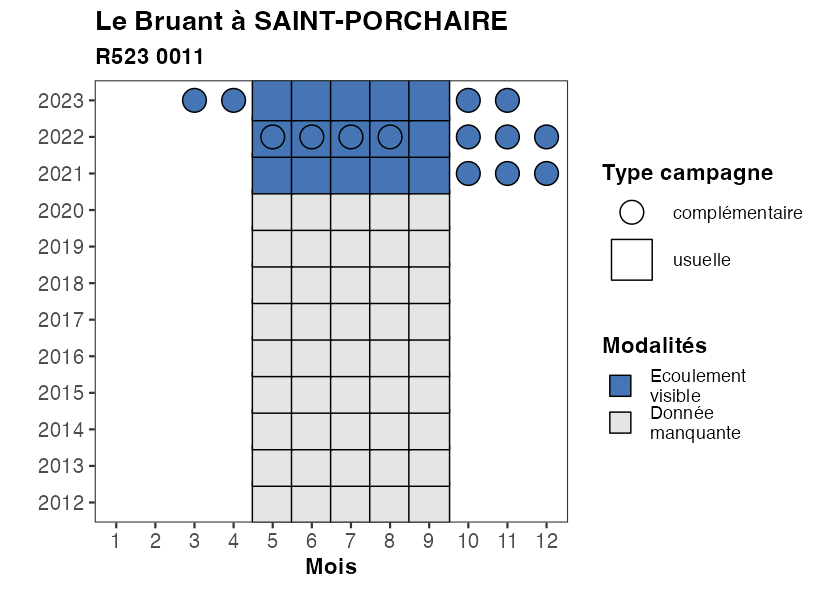 Le Bruant à SAINT-PORCHAIRE
R523 0011
2023
2022
2021
2020
2019
2018
2017
2016
2015
2014
2013
2012
1 2 3 4 5 6 7 8 9 10 11 12
Mois
Type campagne
complémentaire
usuelle
Modalités
Ecoulement
visible
Donnée
manquante